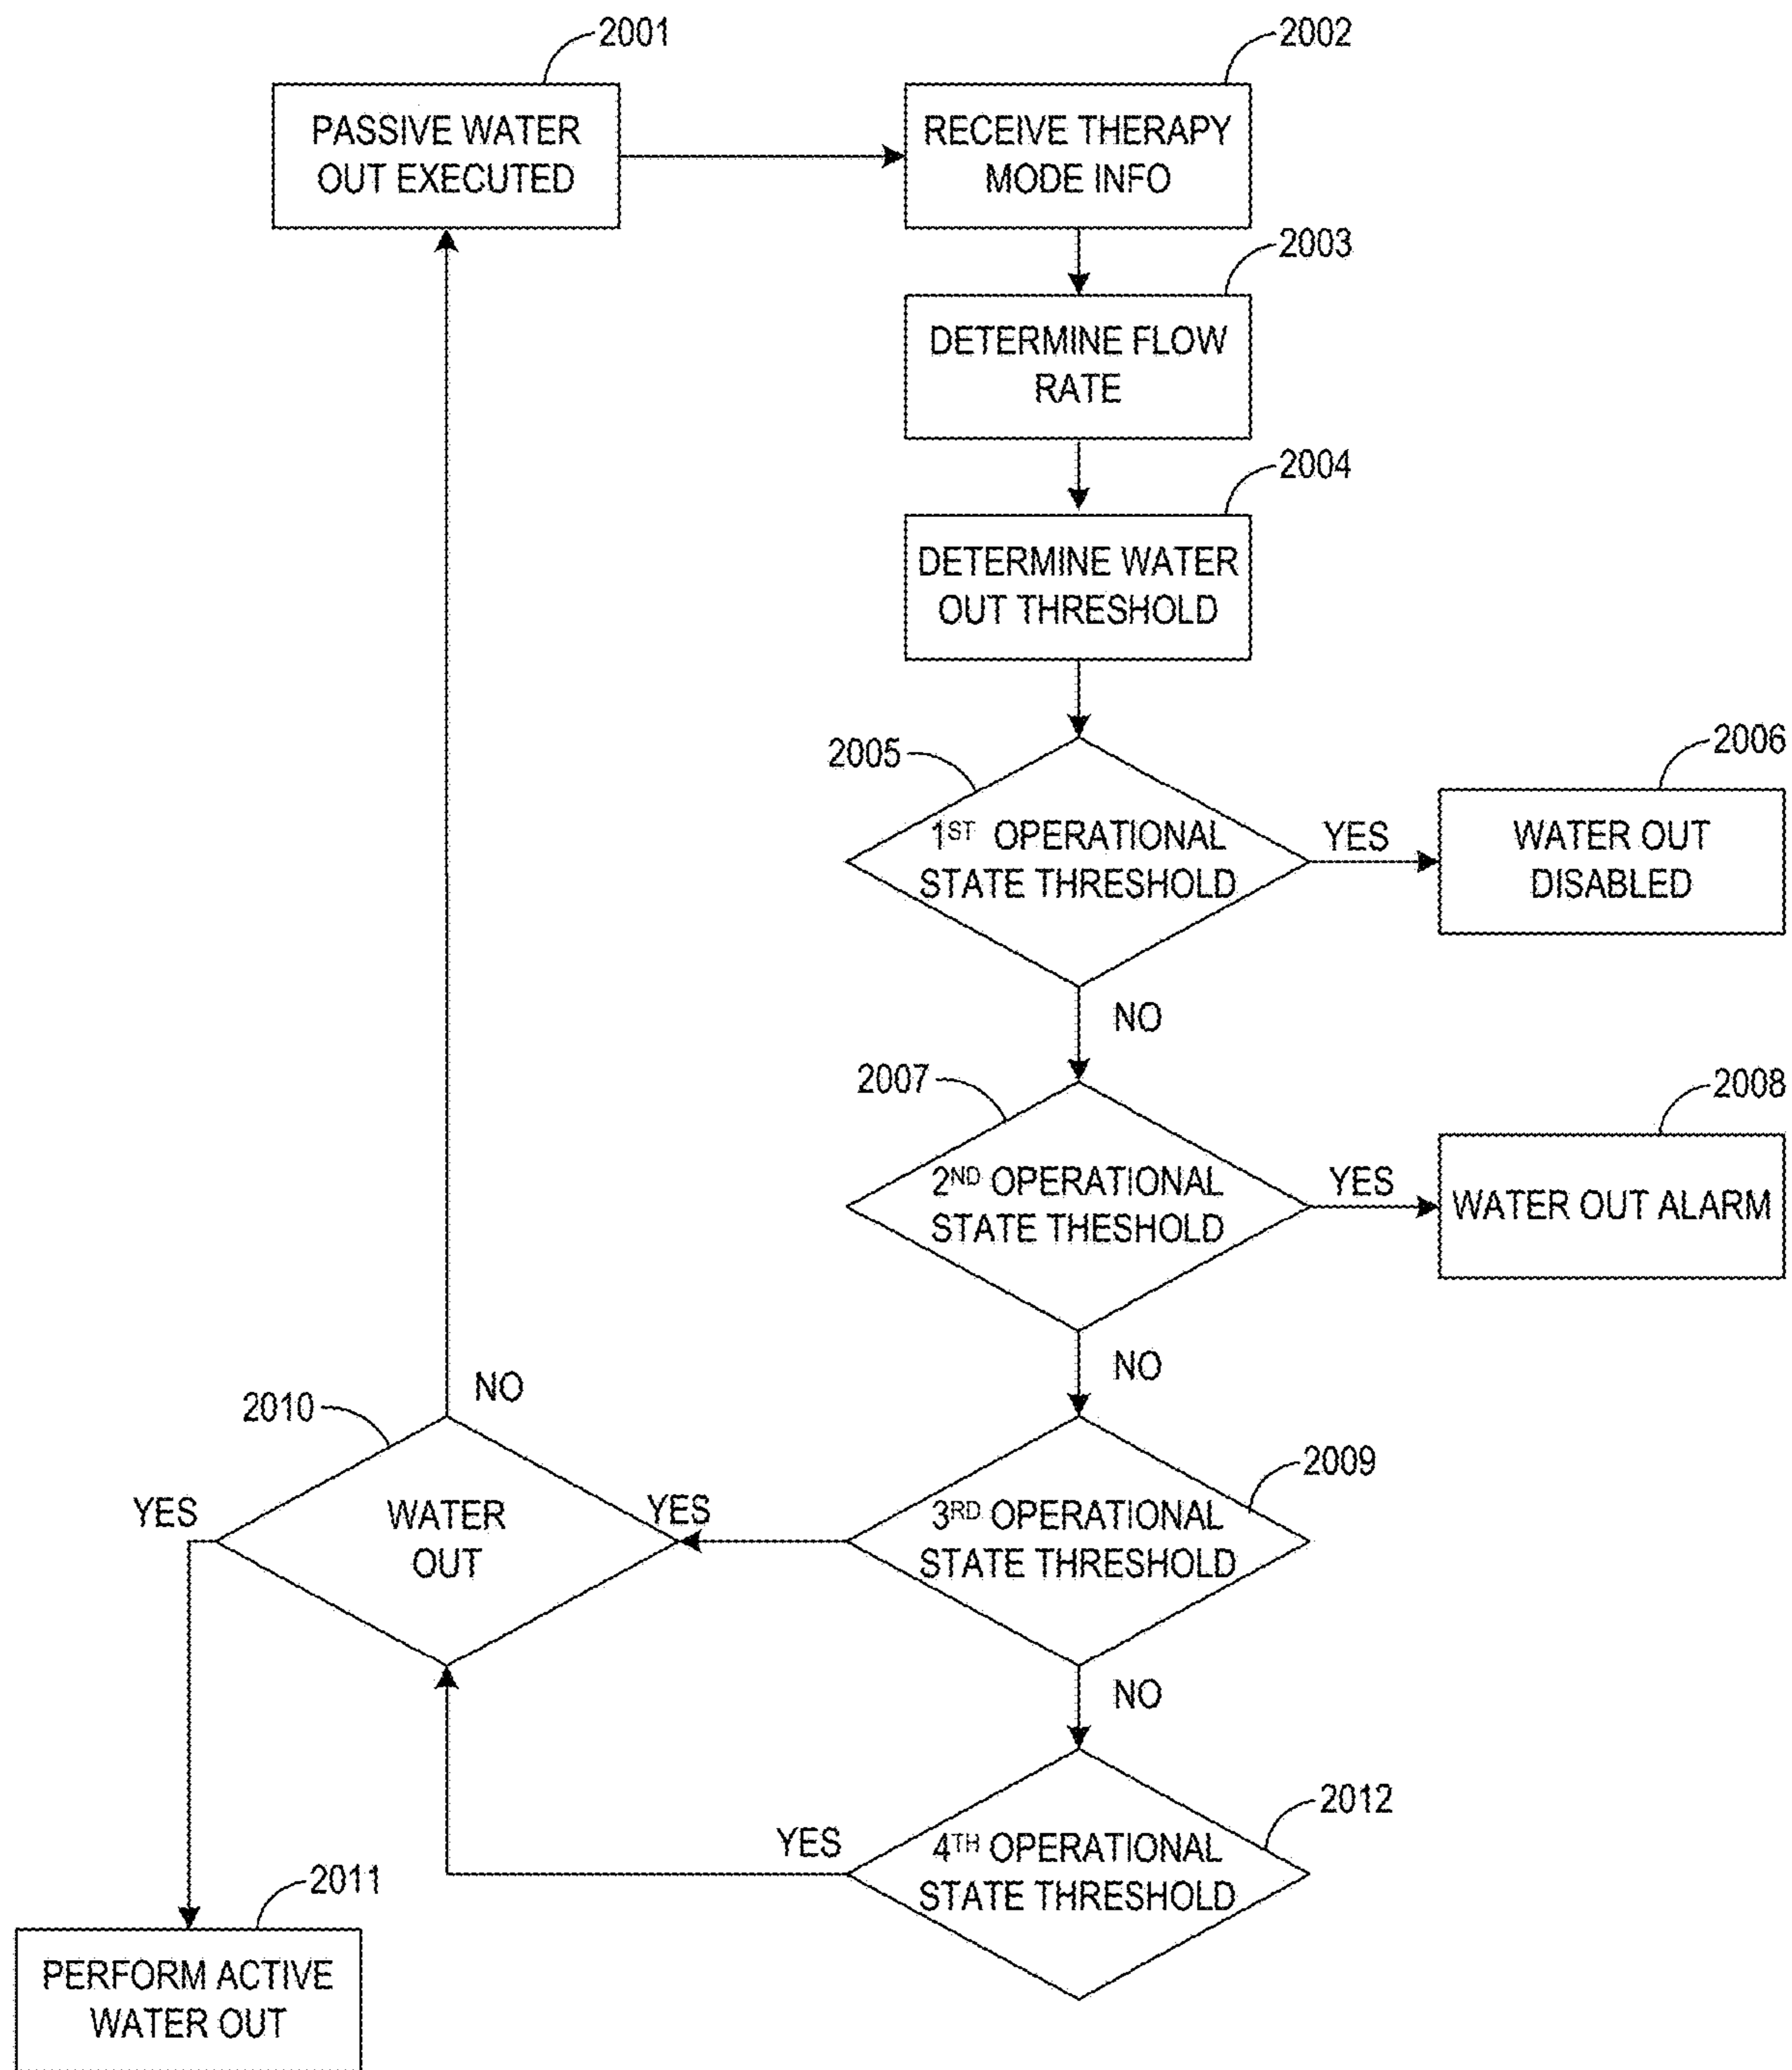 2001
PASSIVE WATER
OUT EXECUTED
2002
RECEIVE THERAPY
MODE INFO
2003
DETERMINE FLOW
RATE
2004
DETERMINE WATER
OUT THRESHOLD
2005
1ST OPERATIONAL
STATE THRESHOLD
YES
2006
WATER OUT
DISABLED
NO
2007
2ND OPERATIONAL
STATE THESHOLD
YES
2008
WATER OUT ALARM
NO
2009
3RD OPERATIONAL
STATE THRESHOLD
YES
2010
WATER
OUT
NO
YES
NO
2012
4TH OPERATIONAL
STATE THRESHOLD
YES
2011
PERFORM ACTIVE
WATER OUT